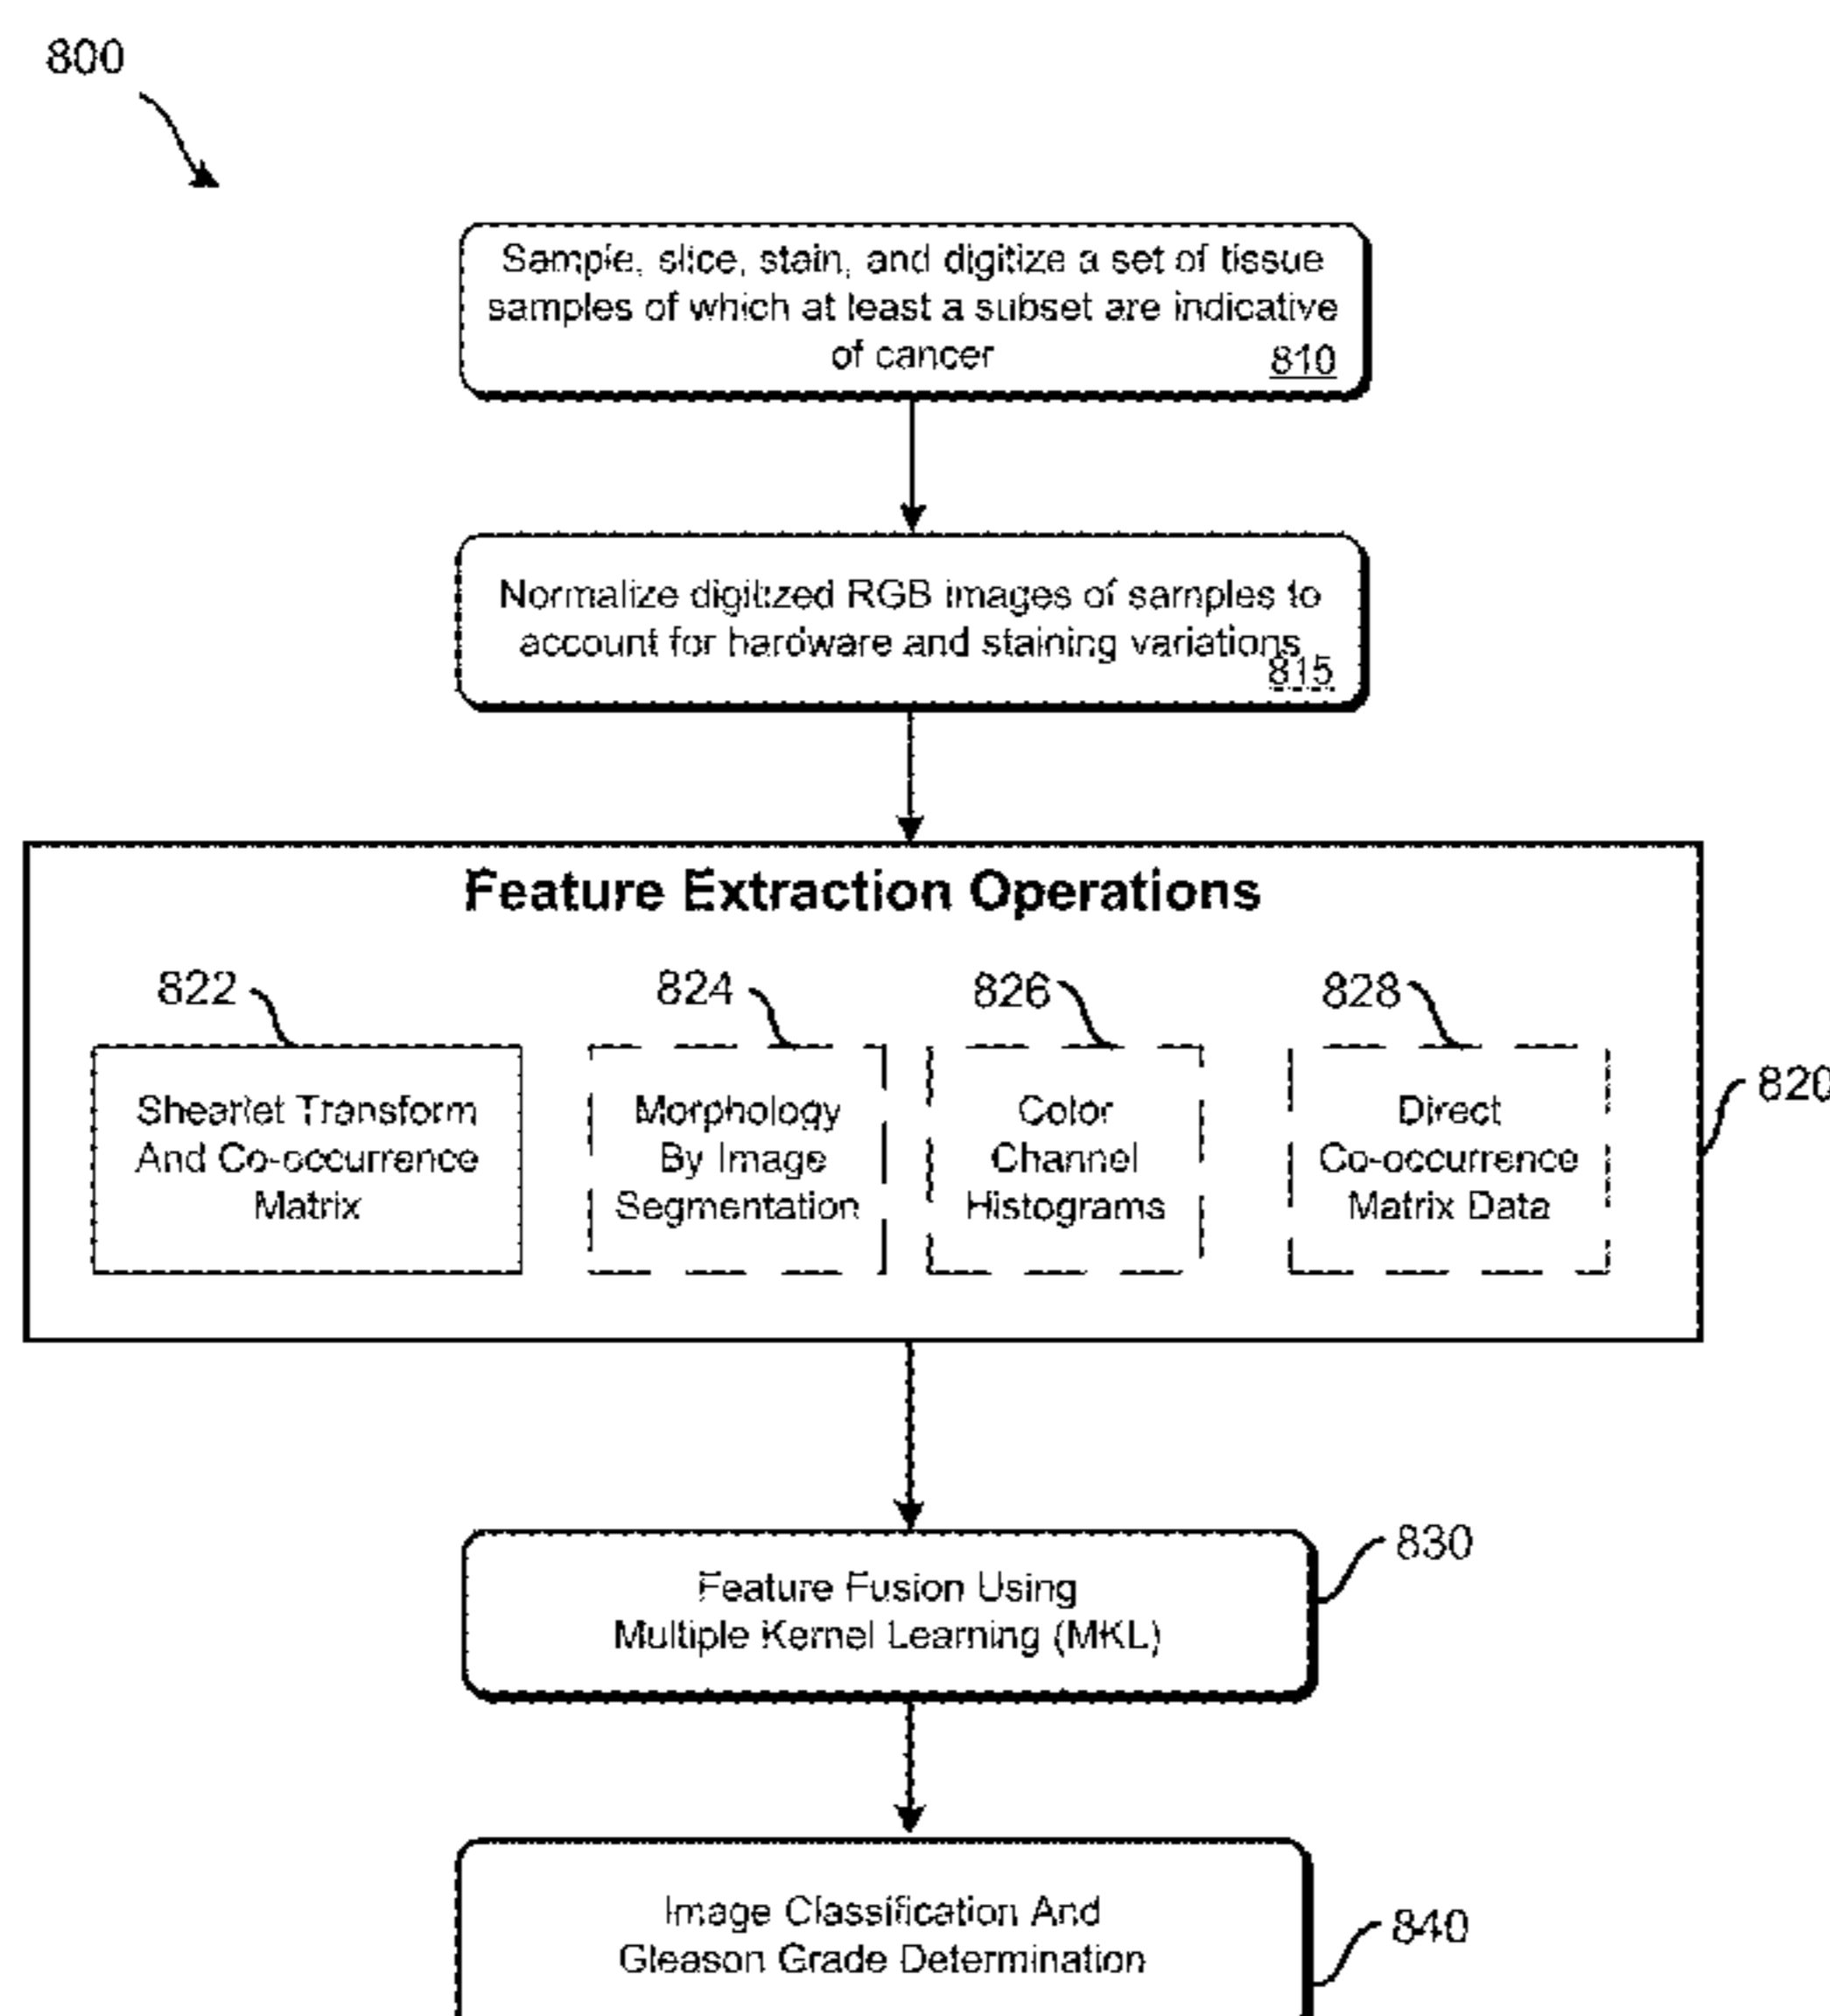 800
Sample, slice, stain, and digitize a set of tissue
samples of which at least a subset are indicative
of cancer
810
Normalize digitized RGB images of samples to
account for hardware and staining variations
815
Feature Extraction Operations
822
824
826
828
Shearlet Transform
And Co-occurrence
Matrix
Morphology
By Image
Segmentation
Color
Channel
Histograms
Direct
Co-occurrence
Matrix Data
820
Feature Fusion Using
Multiple Kernel Learning (MKL)
830
Image Classification And
Gleason Grade Determination
840